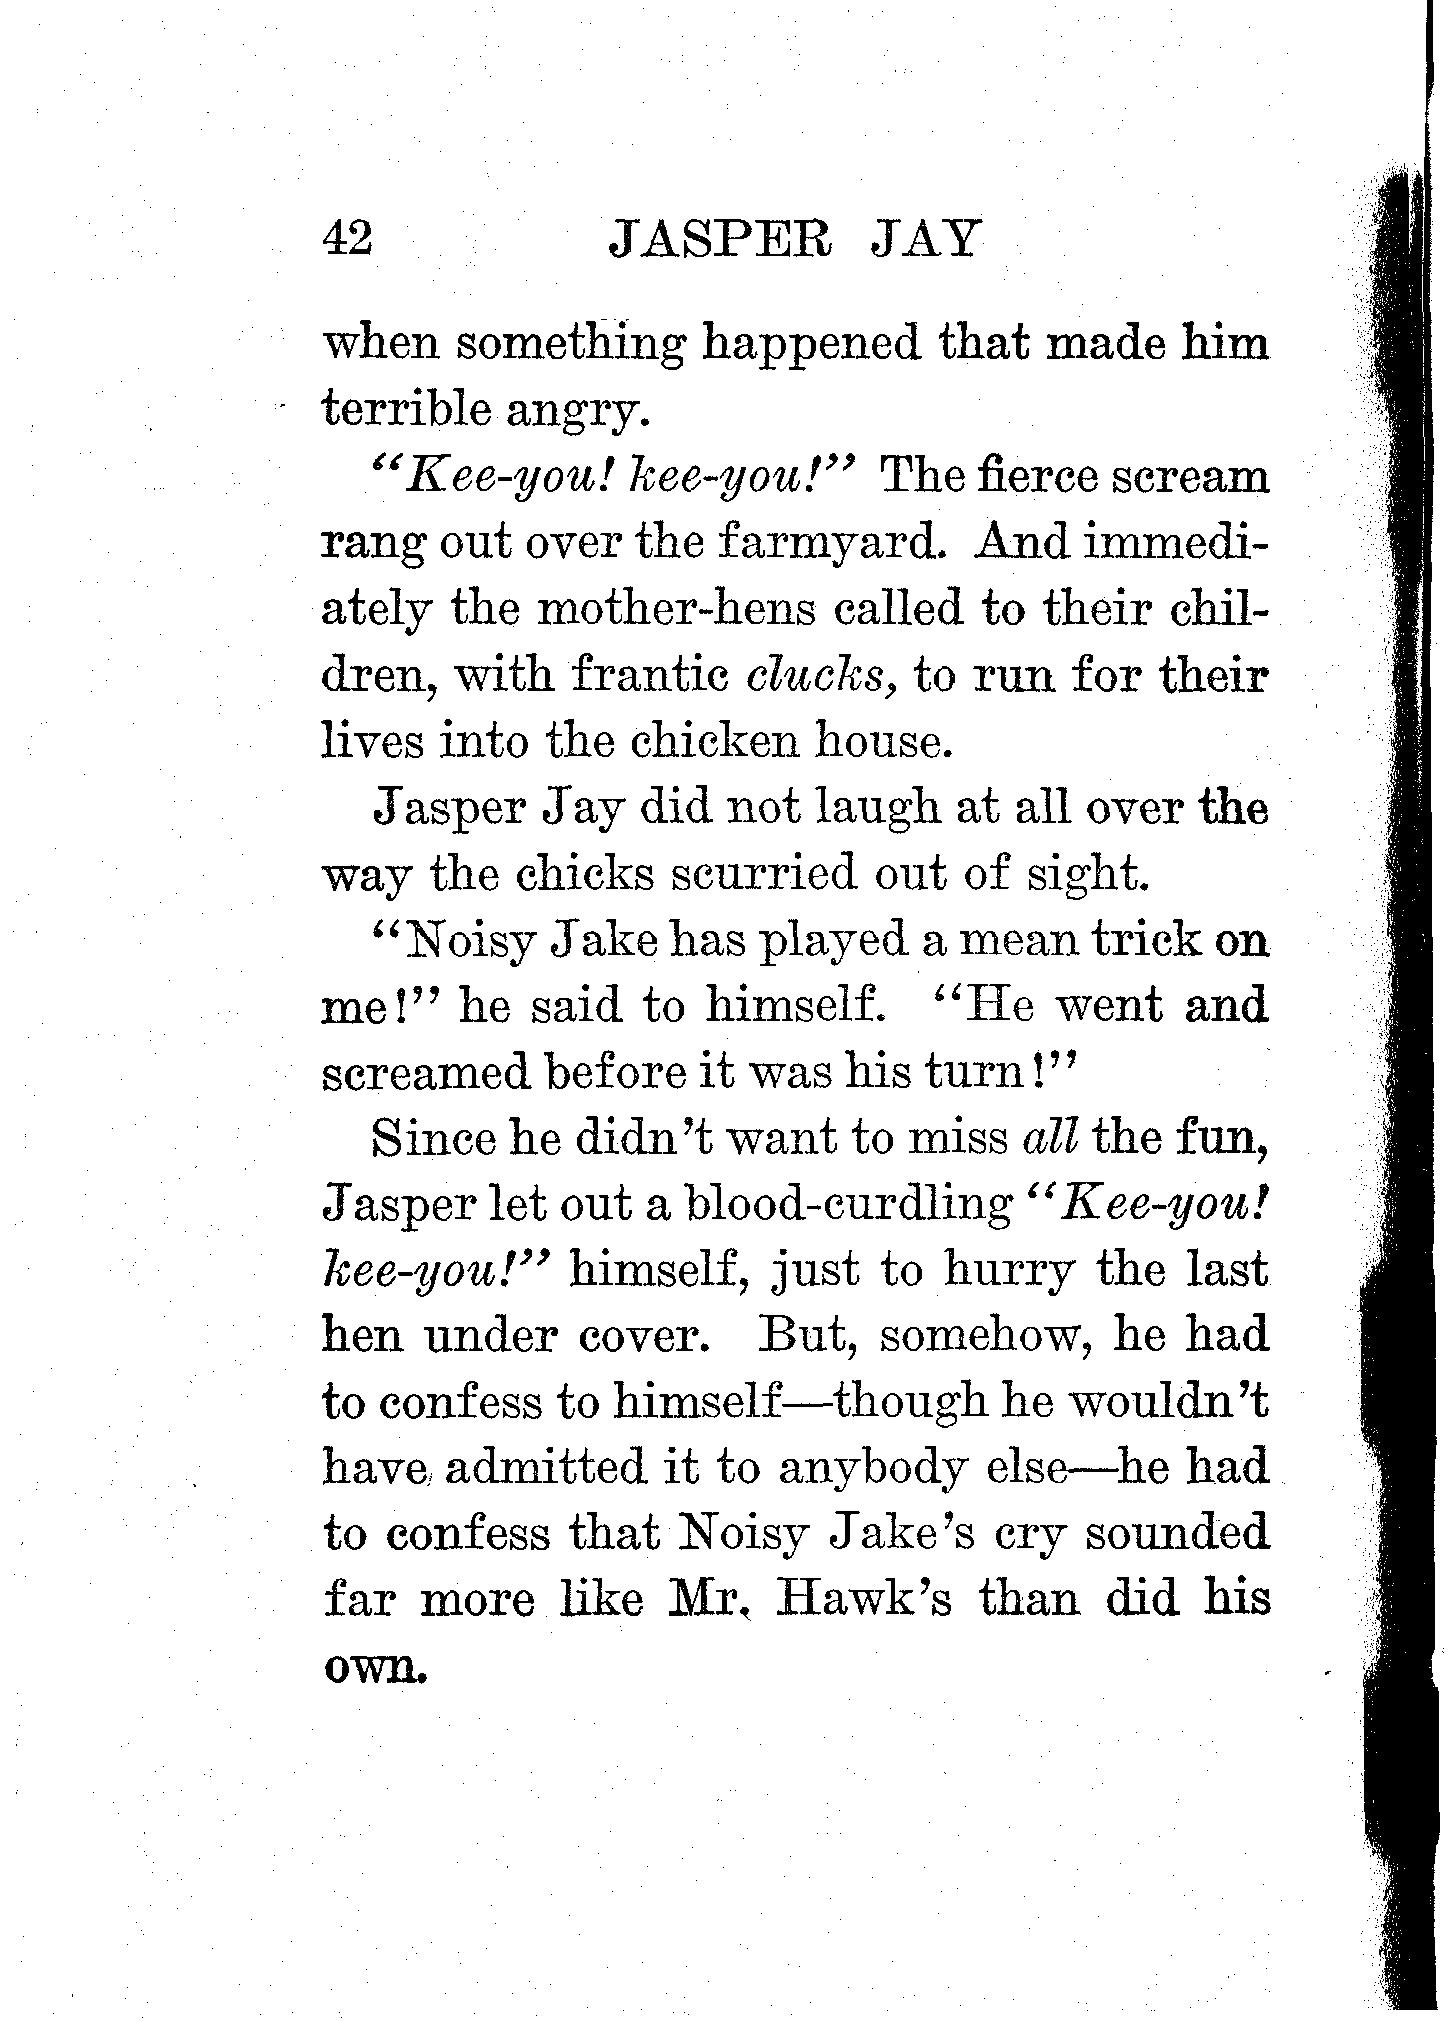 42 JASPER JAY
when something happened that made him
terrible angry.
“Kee-you! kee-you!” The fierce scream
rang out over the farmyard. And immedi-
ately the mother-hens called to their chil-
dren, with frantic clucks, to run for their
lives into the chicken house.
Jasper Jay did not laugh at all over the
way the chicks scurried out of sight.
“Noisy Jake has played a mean trick on
me!” he said to himself. “He went and
screamed before it was his turn!”
Since he didn’t want to miss all the fun,
Jasper let out a blood-curdling “Kee-you!
kee-you!” himself, just to hurry the last
hen under cover. But, somehow, he had
to confess to himself—though he wouldn’t
have admitted it to anybody else—he had
to confess that Noisy Jake’s cry sounded
far more like Mr. Hawk’s than did his
own.